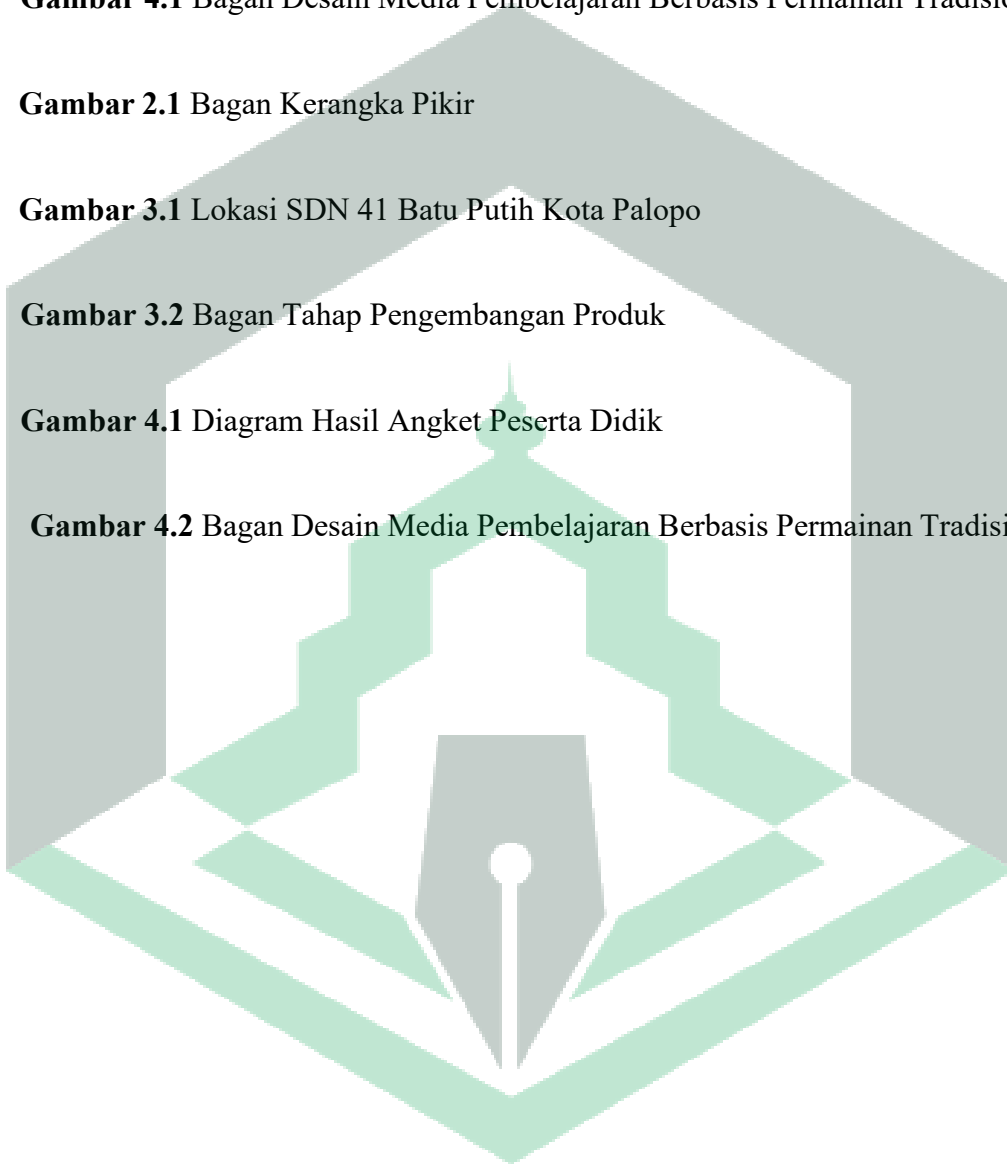 Gambar 4.1 Bagan Desain Media Pembelajaran Berbasis Permainan
Gambar 2.1 Bagan Kerangka Pikir
Gambar 3.1 Lokasi SDN 41 Batu Putih Kota Palopo
Gambar 3.2 Bagan Tahap Pengembangan Produk
Gambar 4.1 Diagram Hasil Angket Peserta Didik
Gambar 4.2 Bagan Desain Media Pembelajaran Berbasis Permainan